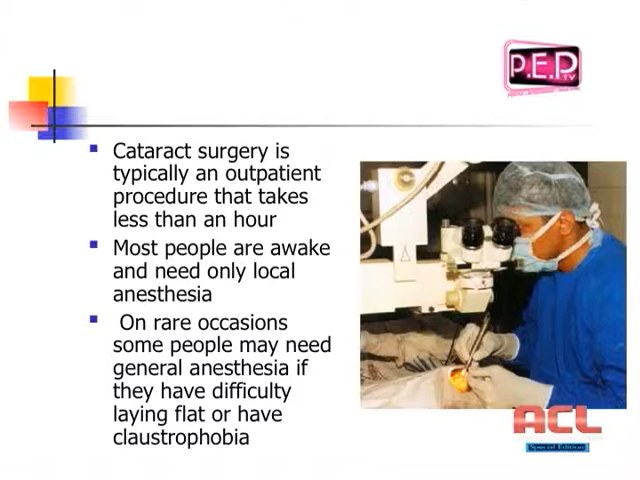 P.E.P
TV
Cataract surgery is
typically an outpatient
procedure that takes
less than an hour
Most people are awake
and need only local
anesthesia
On rare occasions
some people may need
general anesthesia if
they have difficulty
laying flat or have
claustrophobia
ACL
Special Edition